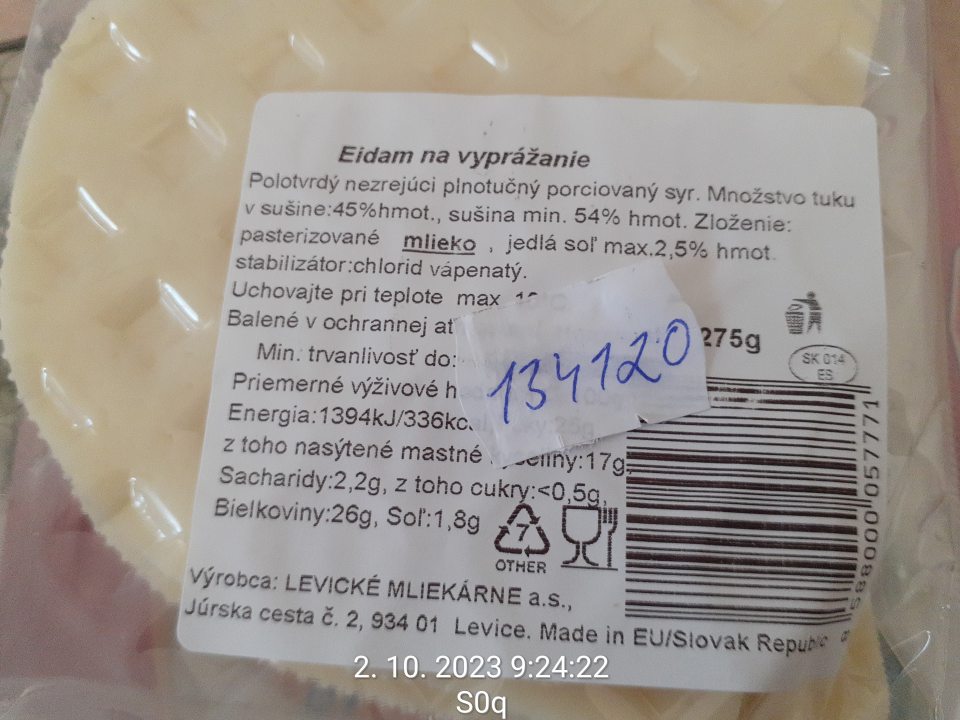 Eidam na vyprážanie
Polotvrdý nezrejúci plnotučný porciovaný syr. Množstvo tuku
v sušine:45%hmot., sušina min. 54% hmot. Zloženie:
pasterizované mlieko , jedlá soľ max.2,5% hmot.
stabilizátor:chlorid vápenatý.
Uchovajte pri teplote max
Balené v ochrannej
275g
Min. trvanlivosť do:
134120
SK 014
ES
Priemerné výživové
Energia:1394kJ/336kcal
z toho nasýtené mastné kyseliny:17g,
Sacharidy:2,2g, z toho cukry:<0,5g,
Bielkoviny:26g, Soľ:1,8g
7
OTHER
8588000057771
Výrobca: LEVICKÉ MLIEKÁRNE a.s.,
Júrska cesta č. 2, 934 01 Levice. Made in EU/Slovak Republic
2. 10. 2023 9:24:22
S0q